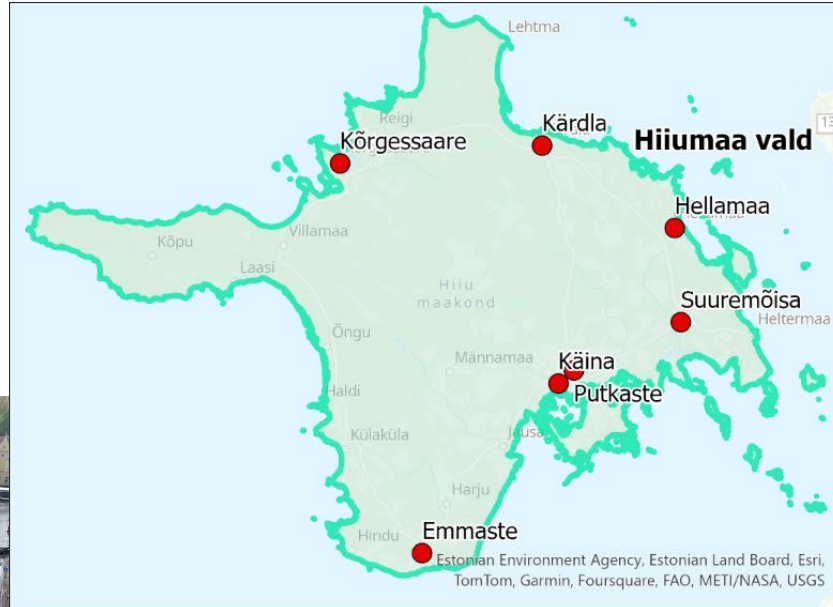 Lehtma
13
Reigi
Kärdla
Kõrgessaare
Hiiumaa vald
Hellamaa
Kõpu
Villamaa
Laasi
Hiiu
maakond
Suuremõisa
Heltermaa
Õngu
Männamaa
Käina
Haldi
Putkaste
Külaküla
Jausa
Harju
Emmaste
Hindu
Estonian Environment Agency, Estonian Land Board, Esri,
TomTom, Garmin, Foursquare, FAO, METI/NASA, USGS